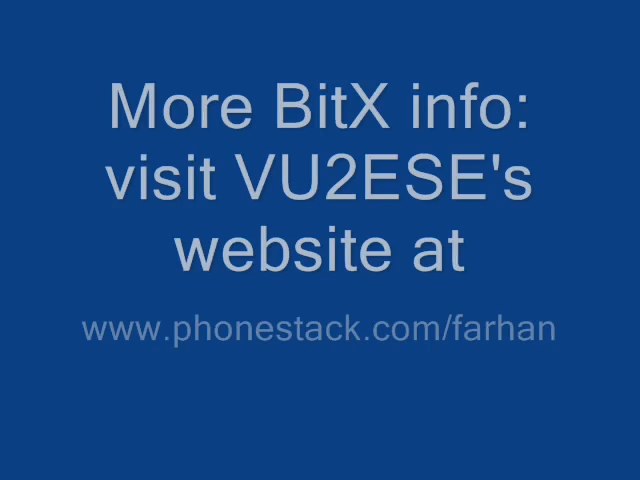 More BitX info:
visit VU2ESE's
website at
www.phonestack.com/farhan